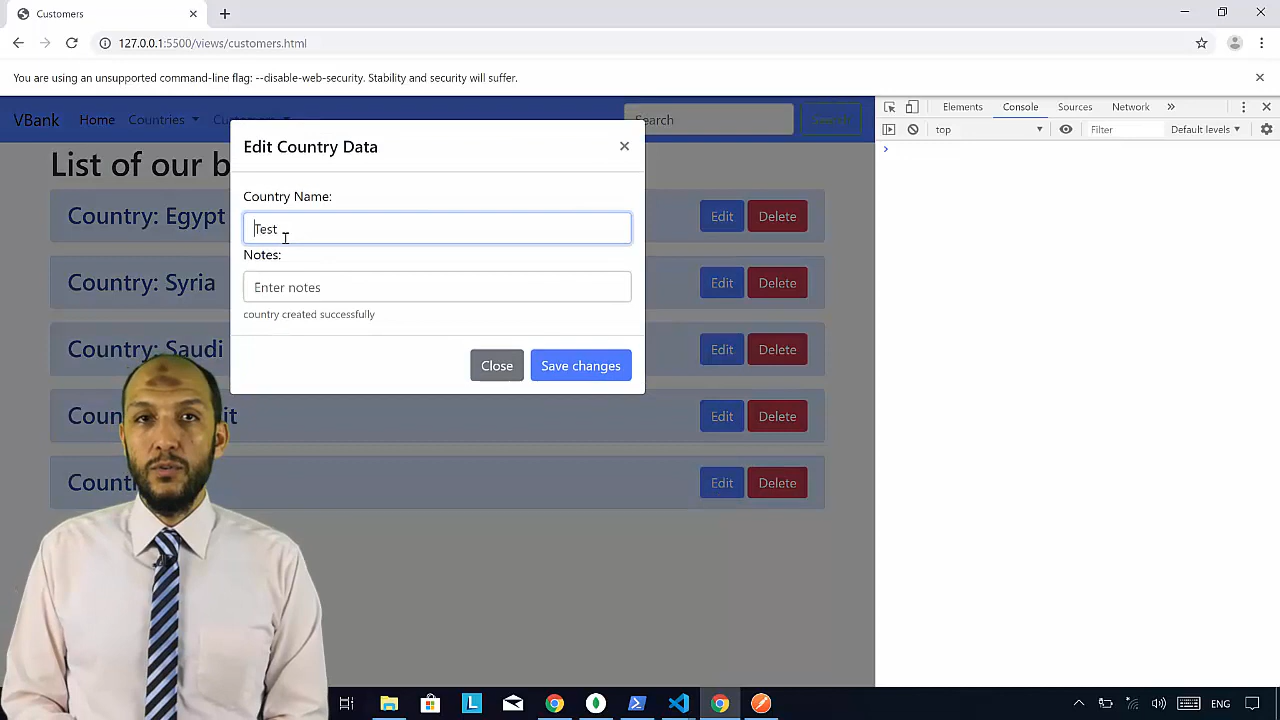 Customers
127.0.0.1:5500/views/customers.html
You are using an unsupported command-line flag: --disable-web-security. Stability and security will suffer.
Elements Console Sources Network »
top Filter Default levels
VBank Home Countries Search
List of our b
Edit Country Data ×
Country Name:
Test
Notes:
Enter notes
country created successfully
Close Save changes
Country: Egypt Edit Delete
Country: Syria Edit Delete
Country: Saudi Edit Delete
Coun it Edit Delete
Count Edit Delete
ENG